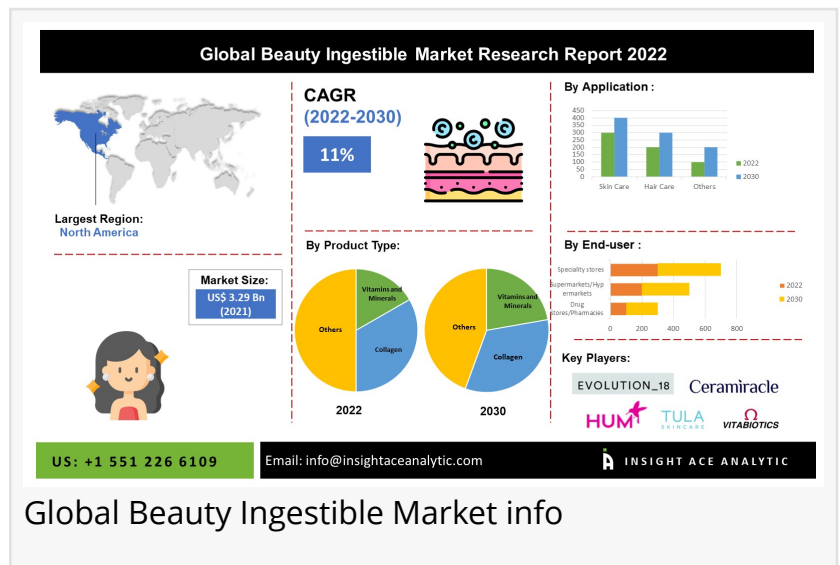 Global Beauty Ingestible Market Research Report 2022
Largest Region:
North America
Market Size:
US$ 3.29 Bn
(2021)
CAGR
(2022-2030)
11%
By Product Type:
Vitamins and
Minerals
Others
Collagen
2022
Vitamins and
Minerals
Others
Collagen
2030
By Application :
450
400
350
300
250
200
150
100
50
0
Skin Care Hair Care Others
2022
2030
By End-user :
Speciality stores
Supermarkets/Hyp
ermarkets
Drug
stores/Pharmacies
0 200 400 600 800
2022
2030
Key Players:
EVOLUTION_18
Ceramiracle
HUM
TULA
SKINCARE
VITABIOTICS
US: +1 551 226 6109
Email: info@insightaceanalytic.com
INSIGHT ACE ANALYTIC
Global Beauty Ingestible Market info